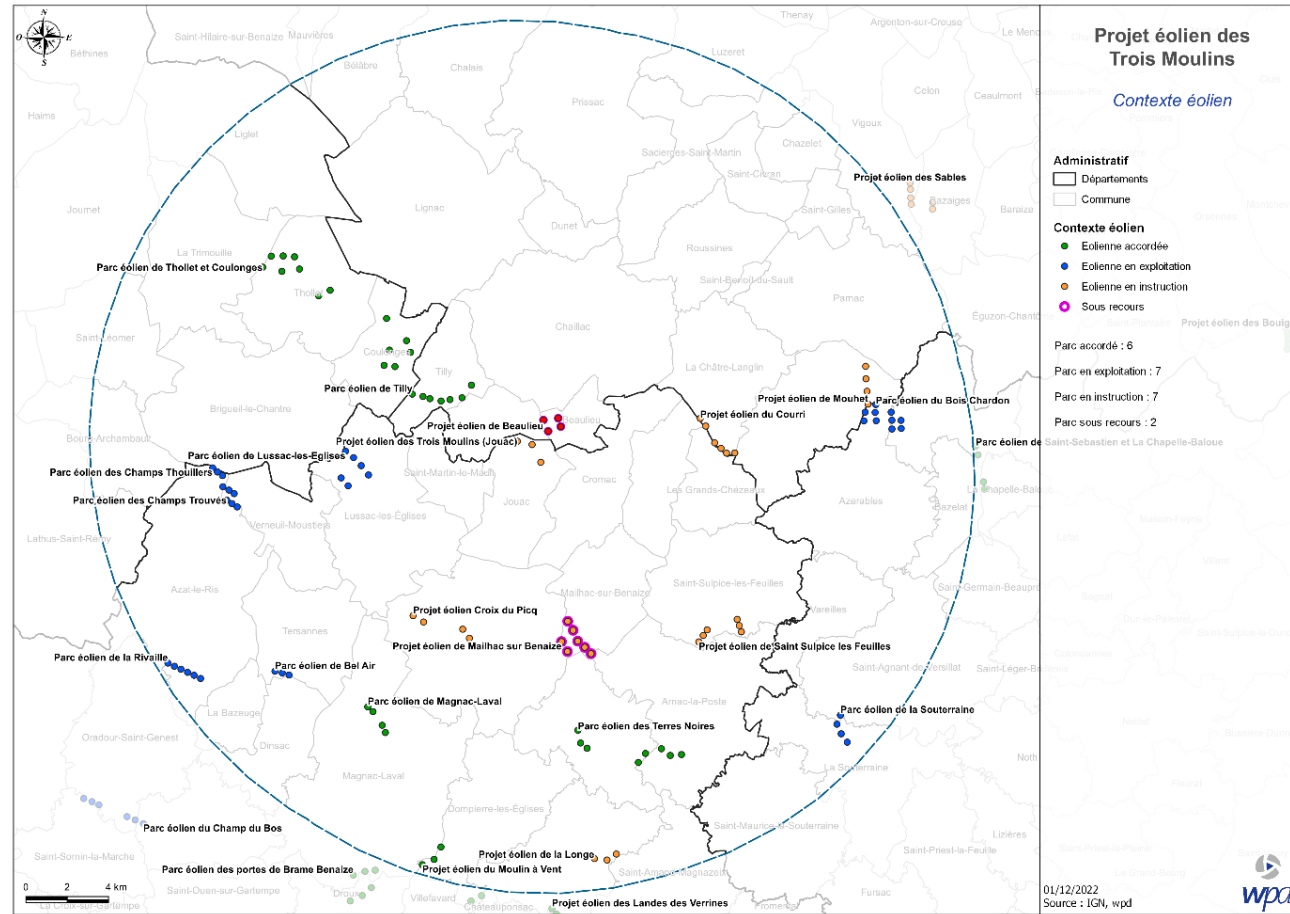 N
O
E
S
Projet éolien des
Trois Moulins
Contexte éolien
Administratif
Départements
Commune
Contexte éolien
Eolienne accordée
Eolienne en exploitation
Eolienne en instruction
Sous recours
Parc accordé : 6
Parc en exploitation : 7
Parc en instruction : 7
Parc sous recours : 2
Thenay
Argenton-sur-Creuse
Saint-Hilaire-sur-Benaize
Mauvières
Béthines
Bélâbre
Chalais
Luzeret
Prissac
Celon
Ceaulmont
Haims
Liglet
Vigoux
Chazelet
Sacierges-Saint-Martin
Saint-Civran
Projet éolien des Sables
Bazaiges
Baraize
Journet
Lignac
Saint-Gilles
Dunet
Roussines
La Trimouille
Parc éolien de Thollet et Coulonges
Thollet
Saint-Benoît-du-Sault
Parnac
Éguzon-Chantôme
Projet éolien des Bouig
Saint-Léomer
Chaillac
Coulonges
Tilly
La Châtre-Langlin
Parc éolien de Tilly
Brigueil-le-Chantre
Projet éolien de Mouhet
Parc éolien du Bois Chardon
Projet éolien du Courri
Projet éolien de Beaulieu
Beaulieu
Bourg-Archambault
Projet éolien des Trois Moulins (Jouac)
Parc éolien de Saint-Sebastien et La Chapelle-Baloue
Parc éolien de Lussac-les-Eglises
Parc éolien des Champs Thouillers
Saint-Martin-le-Mault
Cromac
Jouac
Les Grands-Chézeaux
La Chapelle-Baloue
Azerables
Bazelat
Parc éolien des Champs Trouvés
Lussac-les-Églises
Verneuil-Moustiers
Lathus-Saint-Rémy
Azat-le-Ris
Saint-Sulpice-les-Feuilles
Mailhac-sur-Benaize
Saint-Germain-Beaupré
Vareilles
Projet éolien Croix du Picq
Tersannes
Projet éolien de Mailhac sur Benaize
Projet éolien de Saint Sulpice les Feuilles
Parc éolien de la Rivaille
Parc éolien de Bel Air
Saint-Agnant-de-Versillat
Saint-Léger-Bridereix
Parc éolien de Magnac-Laval
Arnac-la-Poste
La Bazeuge
Parc éolien de la Souterraine
Parc éolien des Terres Noires
Oradour-Saint-Genest
Dinsac
Noth
Magnac-Laval
La Souterraine
Dompierre-les-Églises
Parc éolien du Champ du Bos
Saint-Maurice-la-Souterraine
Lizières
Saint-Sornin-la-Marche
Projet éolien de la Longe
Saint-Priest-la-Feuille
Parc éolien des portes de Brame Benaize
Projet éolien du Moulin à Vent
Saint-Amand-Magnazeix
Saint-Ouen-sur-Gartempe
Droux
Villefavard
Châteauponsac
Fromental
Fursac
La Croix-sur-Gartempe
Projet éolien des Landes des Verrines
0 2 4 km
01/12/2022
Source : IGN, wpd
wpd